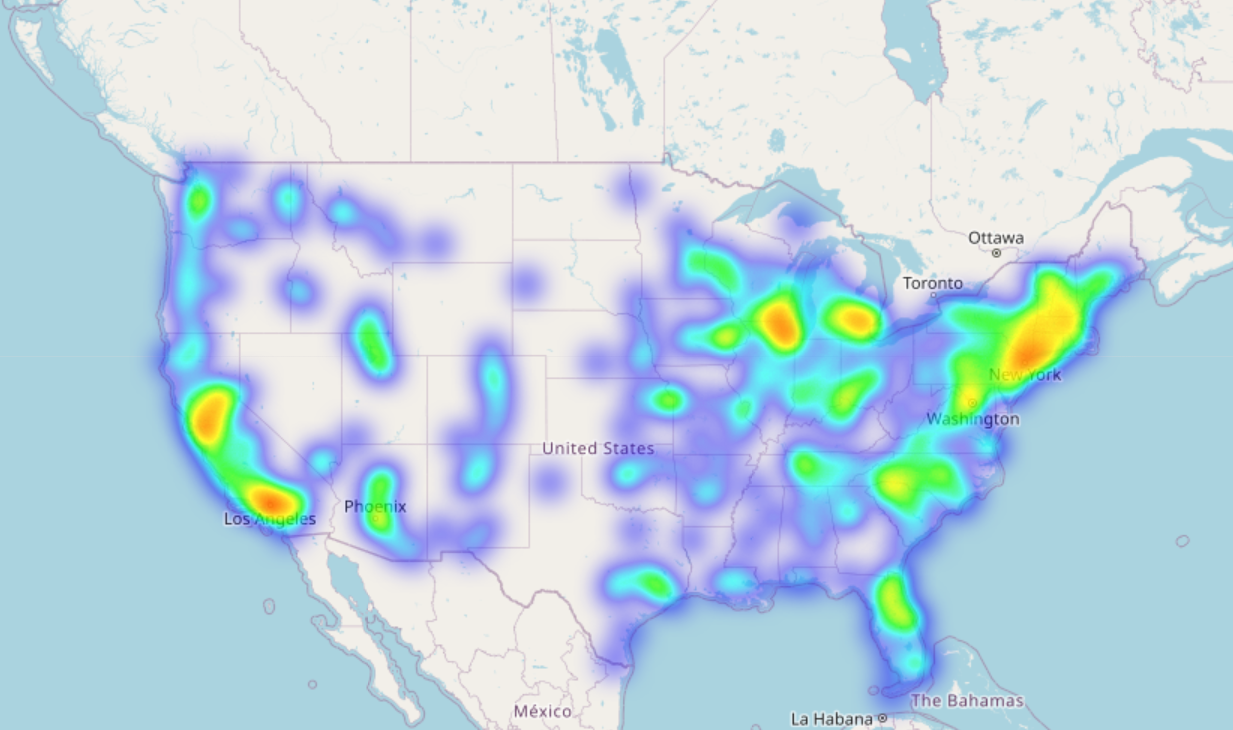 Ottawa
Toronto
New York
Washington
United States
Phoenix
Los Angeles
The Bahamas
México
La Habana